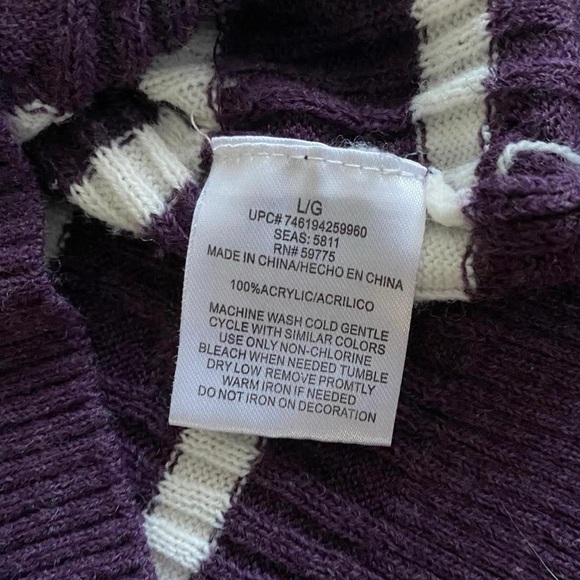 L/G
UPC# 746194259960
SEAS: 5811
RN# 59775
MADE IN CHINA/HECHO EN CHINA
100%ACRYLIC/ACRILICO
MACHINE WASH COLD GENTLE
CYCLE WITH SIMILAR COLORS
USE ONLY NON-CHLORINE
BLEACH WHEN NEEDED TUMBLE
DRY LOW REMOVE PROMTLY
WARM IRON IF NEEDED
DO NOT IRON ON DECORATION